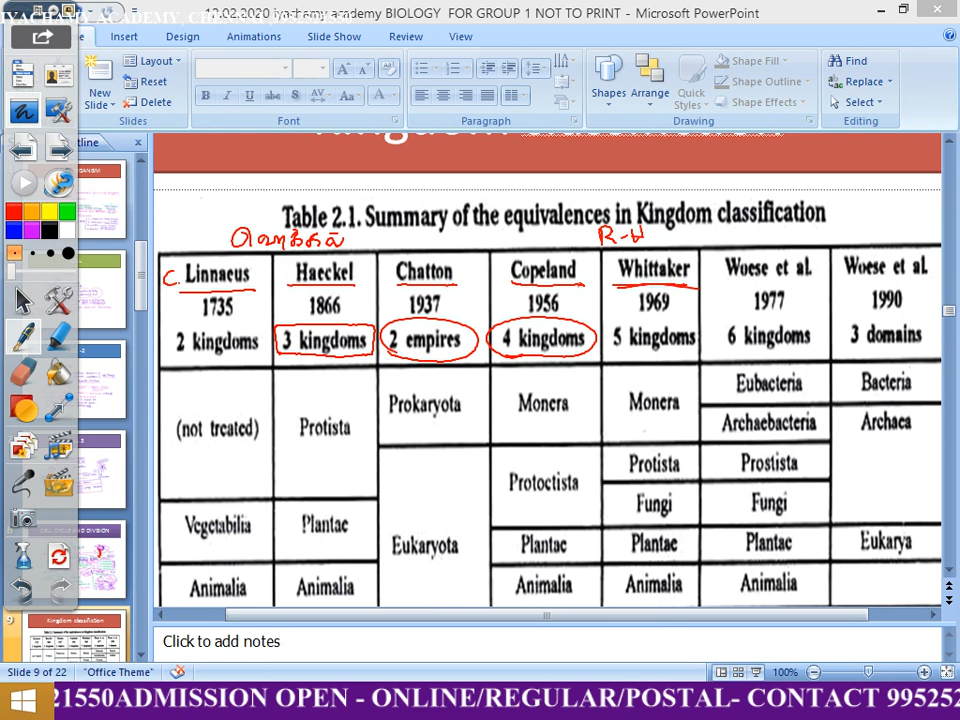 IYACHAMY ACADEMY, CHENNAI
12.02.2020 iyachamy academy BIOLOGY FOR GROUP 1 NOT TO PRINT - Microsoft PowerPoint
Insert Design Animations Slide Show Review View
New Slide
Layout
Reset
Delete
Slides
Font
Paragraph
Shapes
Arrange
Quick Styles
Shape Fill
Shape Outline
Shape Effects
Drawing
Find
Replace
Select
Editing
Table 2.1. Summary of the equivalences in Kingdom classification
R-W
C. Linnaeus Haeckel Chatton Copeland Whittaker Woese et al. Woese et al.
1735 1866 1937 1956 1969 1977 1990
2 kingdoms 3 kingdoms 2 empires 4 kingdoms 5 kingdoms 6 kingdoms 3 domains
(not treated) Protista Prokaryota Monera Monera Eubacteria Bacteria
Archaebacteria Archaea
Protoctista Protista Prostista
Fungi Fungi
Vegetabilia Plantae Eukaryota Plantae Plantae Plantae Eukarya
Animalia Animalia Animalia Animalia Animalia
9
Kingdom classification
Click to add notes
Slide 9 of 22 "Office Theme" 100%
21550ADMISSION OPEN - ONLINE/REGULAR/POSTAL- CONTACT 995252